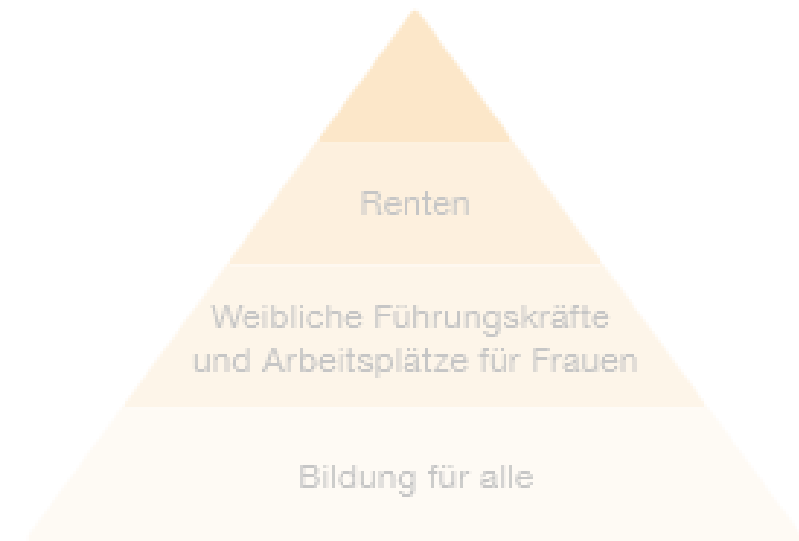 Renten
Weibliche Führungskräfte
und Arbeitsplätze für Frauen
Bildung für alle